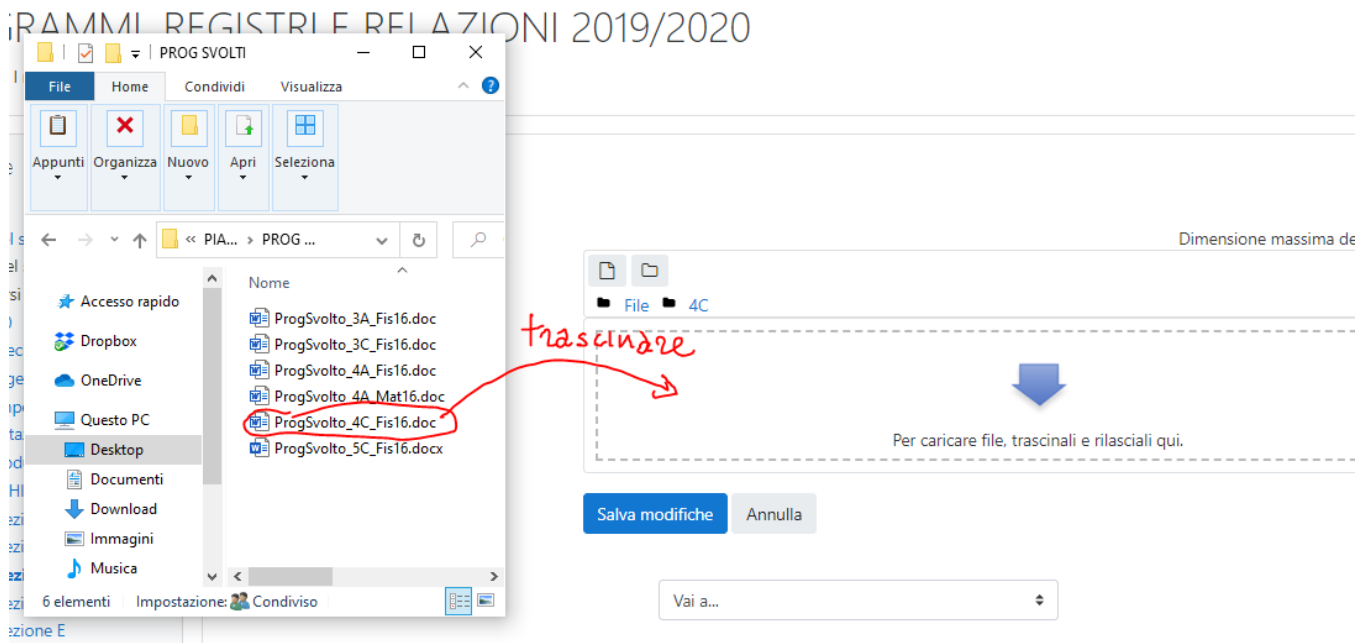 GRAMMI, REGISTRI E RELAZIONI 2019/2020
PROG SVOLTI
File Home Condividi Visualizza
Appunti Organizza Nuovo Apri Seleziona
« PIA... › PROG ...
Dimensione massima de
Nome
Accesso rapido
Dropbox
OneDrive
Questo PC
Desktop
Documenti
Download
Immagini
Musica
ProgSvolto_3A_Fis16.doc
ProgSvolto_3C_Fis16.doc
ProgSvolto_4A_Fis16.doc
ProgSvolto_4A_Mat16.doc
ProgSvolto_4C_Fis16.doc
ProgSvolto_5C_Fis16.docx
6 elementi Impostazione: Condiviso
ezione E
File 4C
trascinare
Per caricare file, trascinali e rilasciali qui.
Salva modifiche Annulla
Vai a...